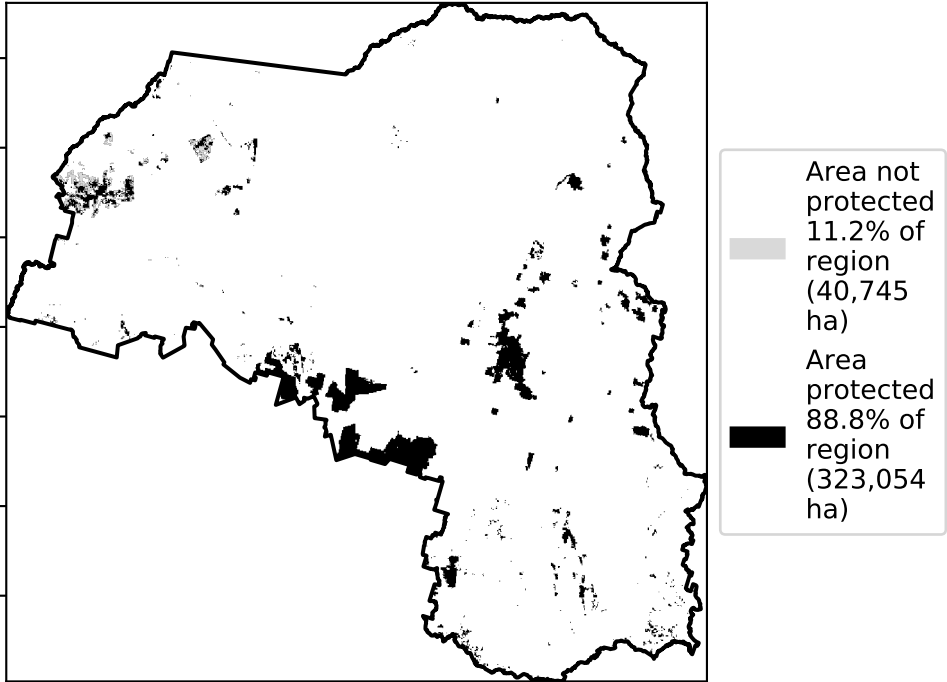 Area not
protected
11.2% of
region
(40,745
ha)
Area
protected
88.8% of
region
(323,054
ha)